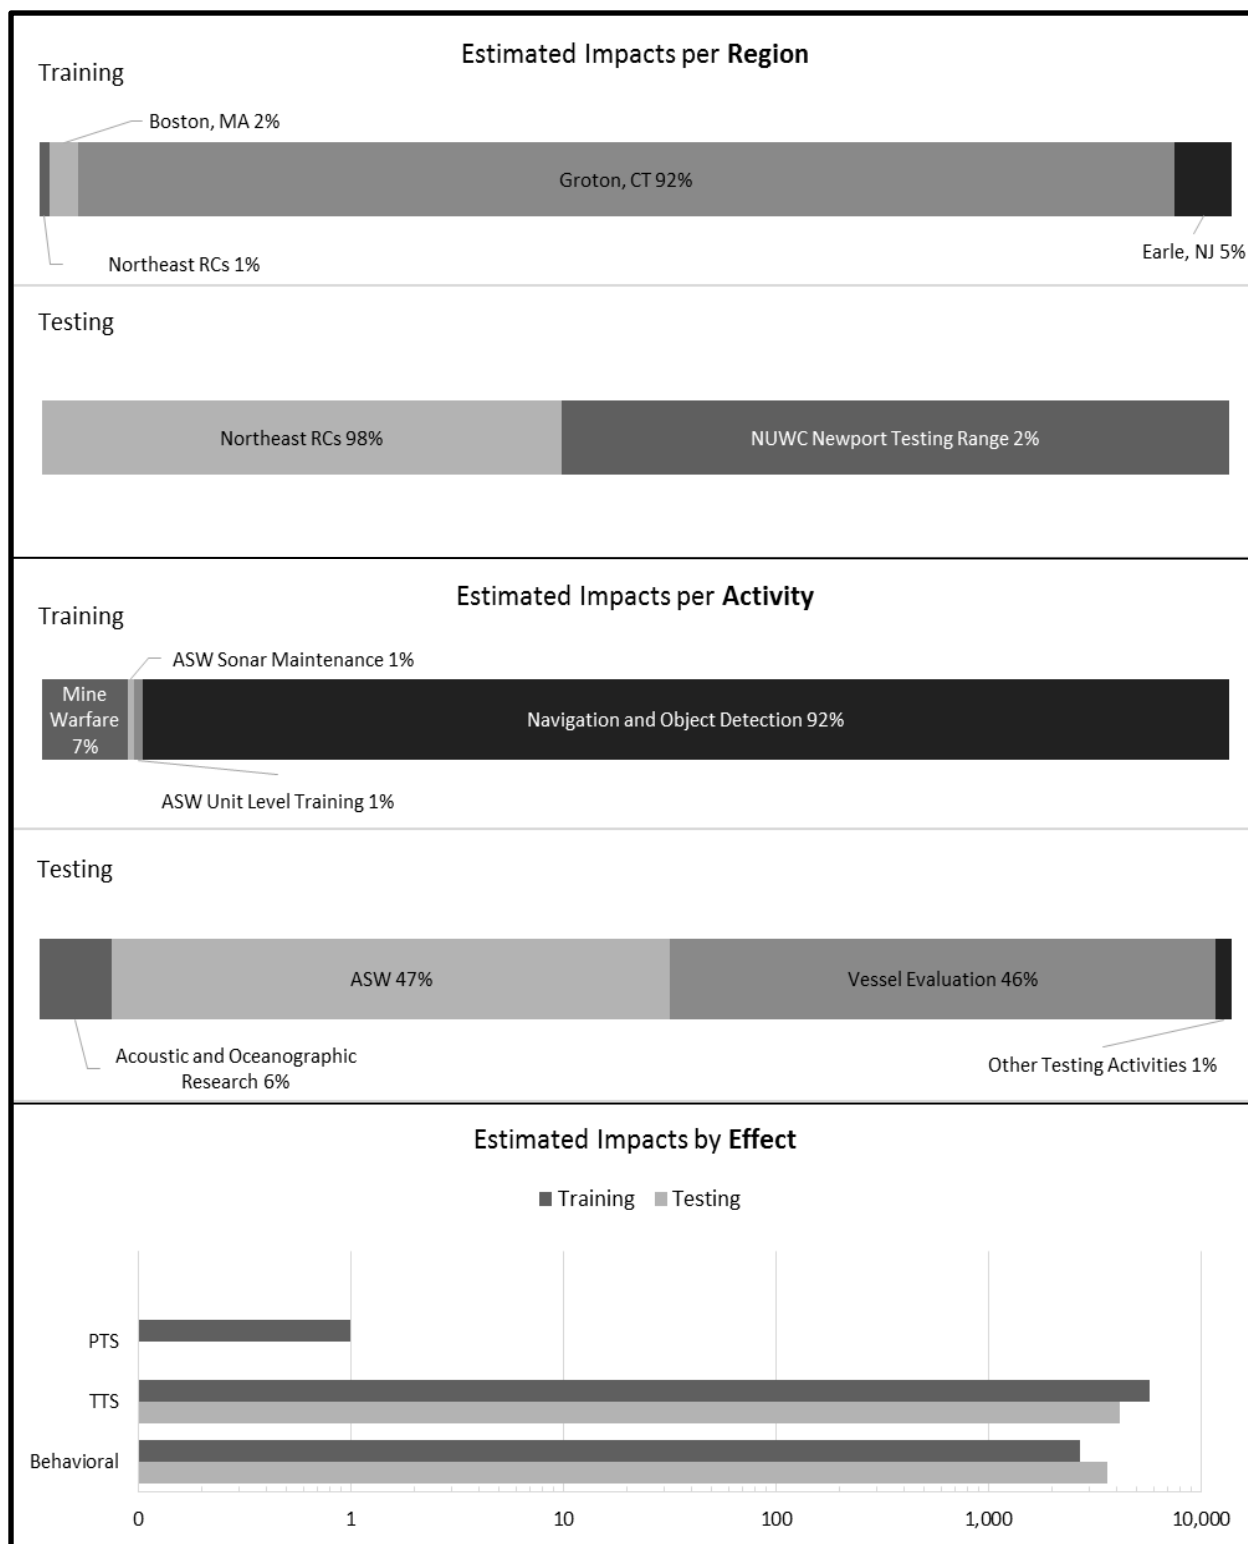 Estimated Impacts per Region
Training
Boston, MA 2%
Groton, CT 92%
Northeast RCs 1%
Earle, NJ 5%
Testing
Northeast RCs 98%
NUWC Newport Testing Range 2%
Estimated Impacts per Activity
Training
ASW Sonar Maintenance 1%
Mine
Warfare
7%
Navigation and Object Detection 92%
ASW Unit Level Training 1%
Testing
ASW 47%
Vessel Evaluation 46%
Acoustic and Oceanographic
Research 6%
Other Testing Activities 1%
Estimated Impacts by Effect
Training
Testing
PTS
TTS
Behavioral
0
1
10
100
1,000
10,000